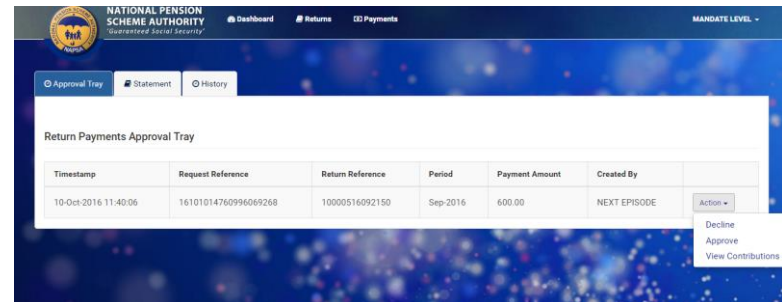 NATIONAL PENSION
SCHEME AUTHORITY
"Guaranteed Social Security"
NAPSA
Dashboard Returns Payments MANDATE LEVEL
Approval Tray Statement History
Return Payments Approval Tray
Timestamp Request Reference Return Reference Period Payment Amount Created By
10-Oct-2016 11:40:06 16101014760996069268 10000516092150 Sep-2016 600.00 NEXT EPISODE Action
Decline
Approve
View Contributions